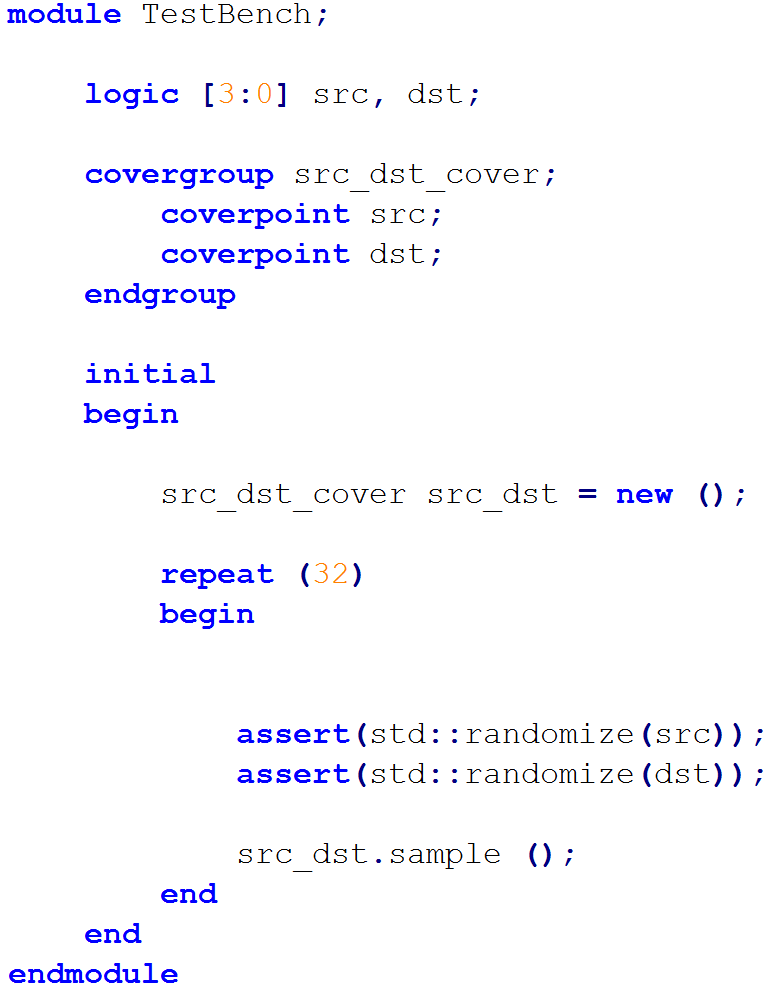 module TestBench;
logic [3:0] src, dst;
covergroup src_dst_cover;
coverpoint src;
coverpoint dst;
endgroup
initial
begin
src_dst_cover src_dst = new ();
repeat (32)
begin
assert(std::randomize(src));
assert(std::randomize(dst));
src_dst.sample ();
end
end
endmodule